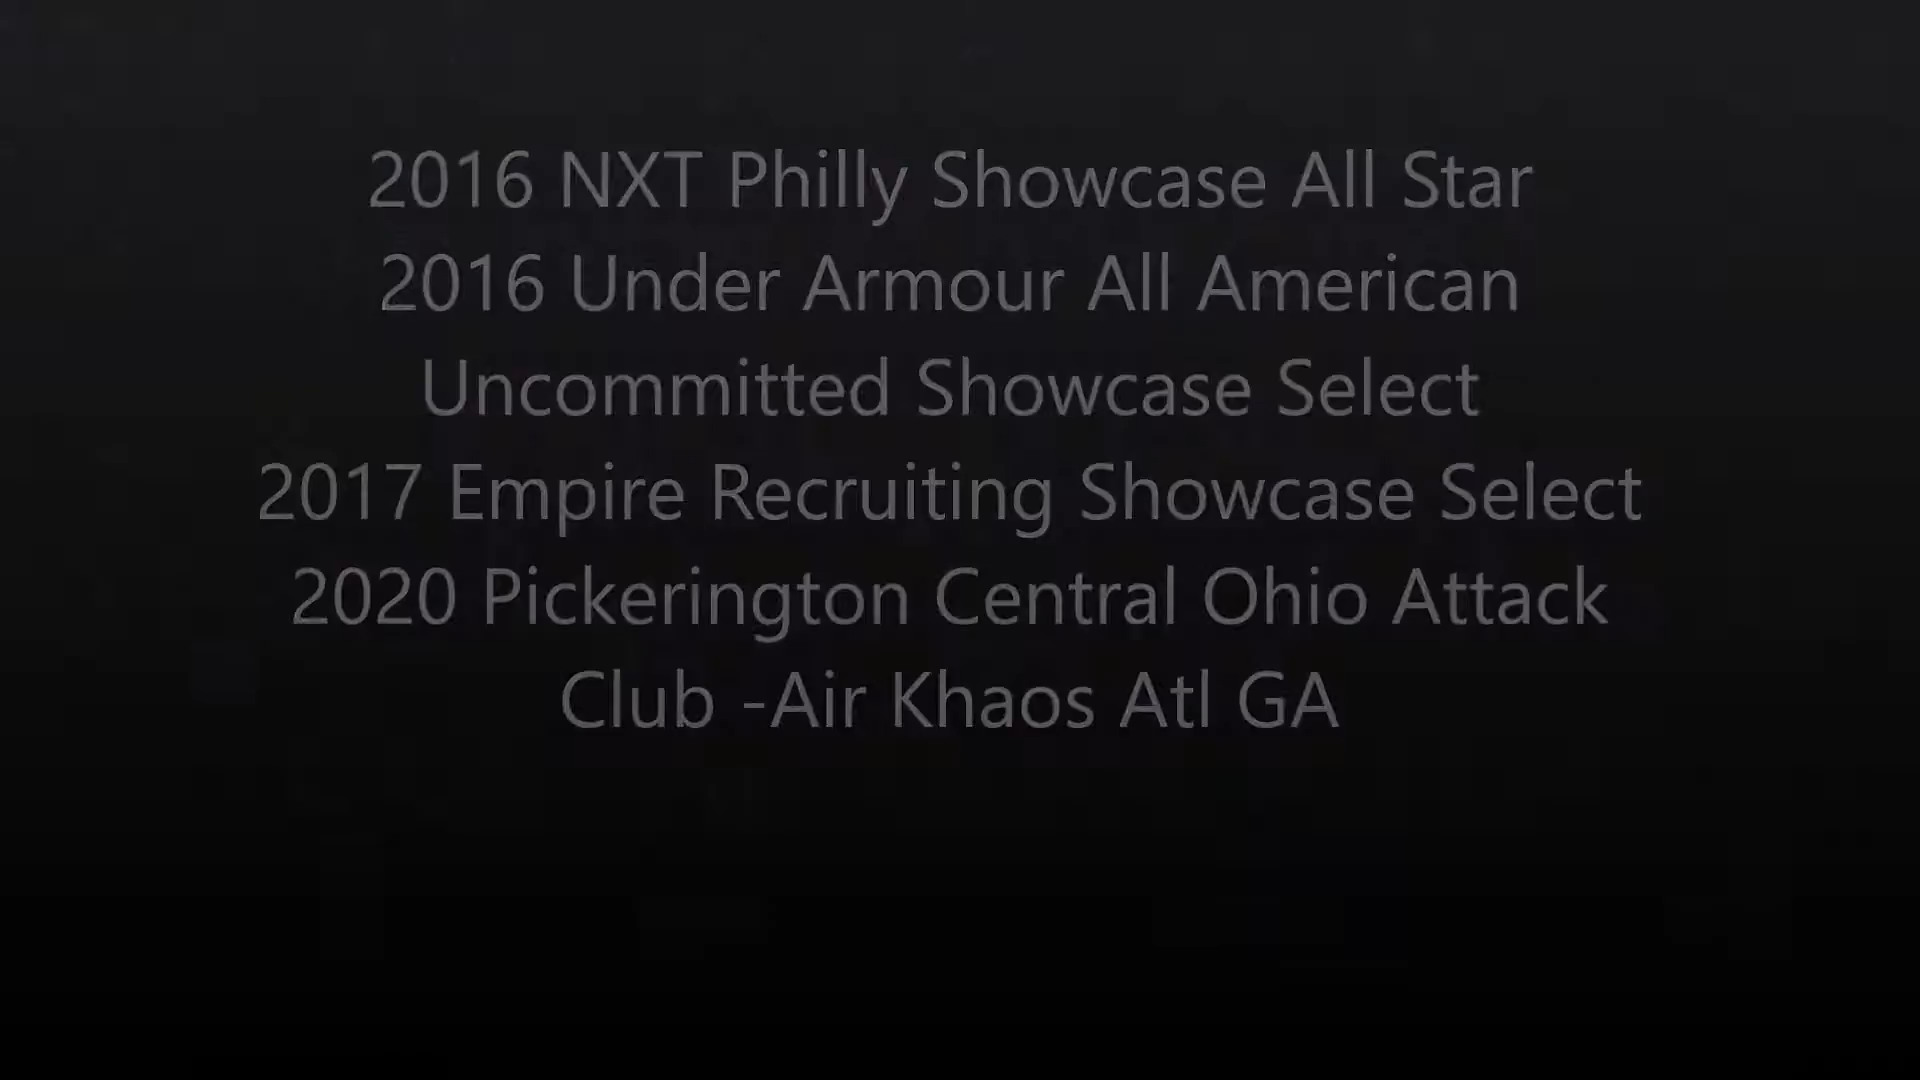 2016 NXT Philly Showcase All Star
2016 Under Armour All American
Uncommitted Showcase Select
2017 Empire Recruiting Showcase Select
2020 Pickerington Central Ohio Attack
Club -Air Khaos Atl GA